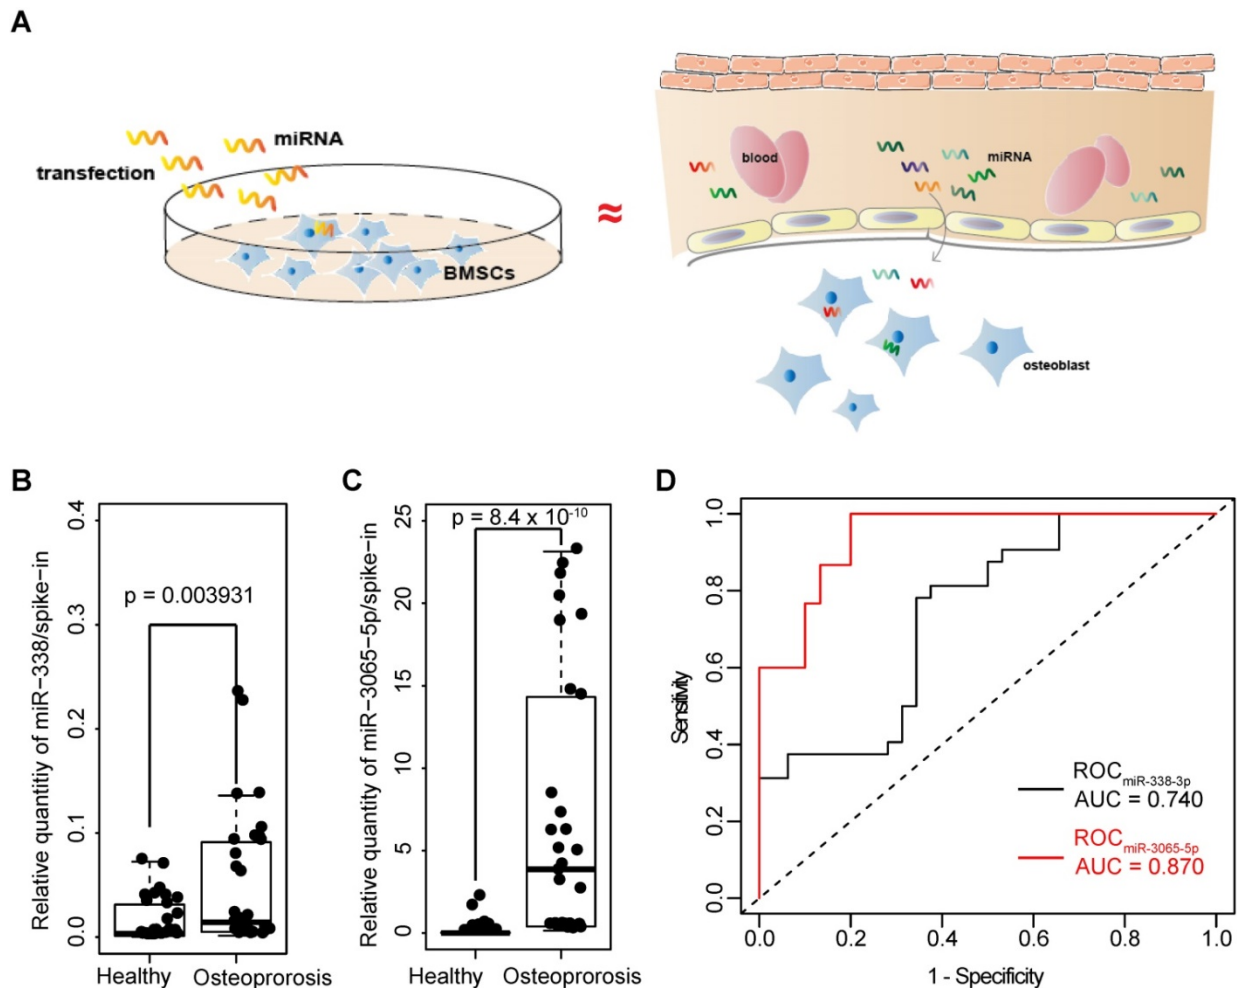 A
transfection
miRNA
BMSCs
≈
blood
miRNA
osteoblast
B
Relative quantity of miR−338/spike−in
0.4
0.3
0.2
0.1
0.0
p = 0.003931
Healthy
Osteoprorosis
C
Relative quantity of miR−3065−5p/spike−in
25
20
15
10
5
0
p = 8.4 x 10-10
Healthy
Osteoprorosis
D
Sensitivity
1.0
0.8
0.6
0.4
0.2
0.0
ROCmiR-338-3p
AUC = 0.740
ROCmiR-3065-5p
AUC = 0.870
0.0 0.2 0.4 0.6 0.8 1.0
1 - Specificity